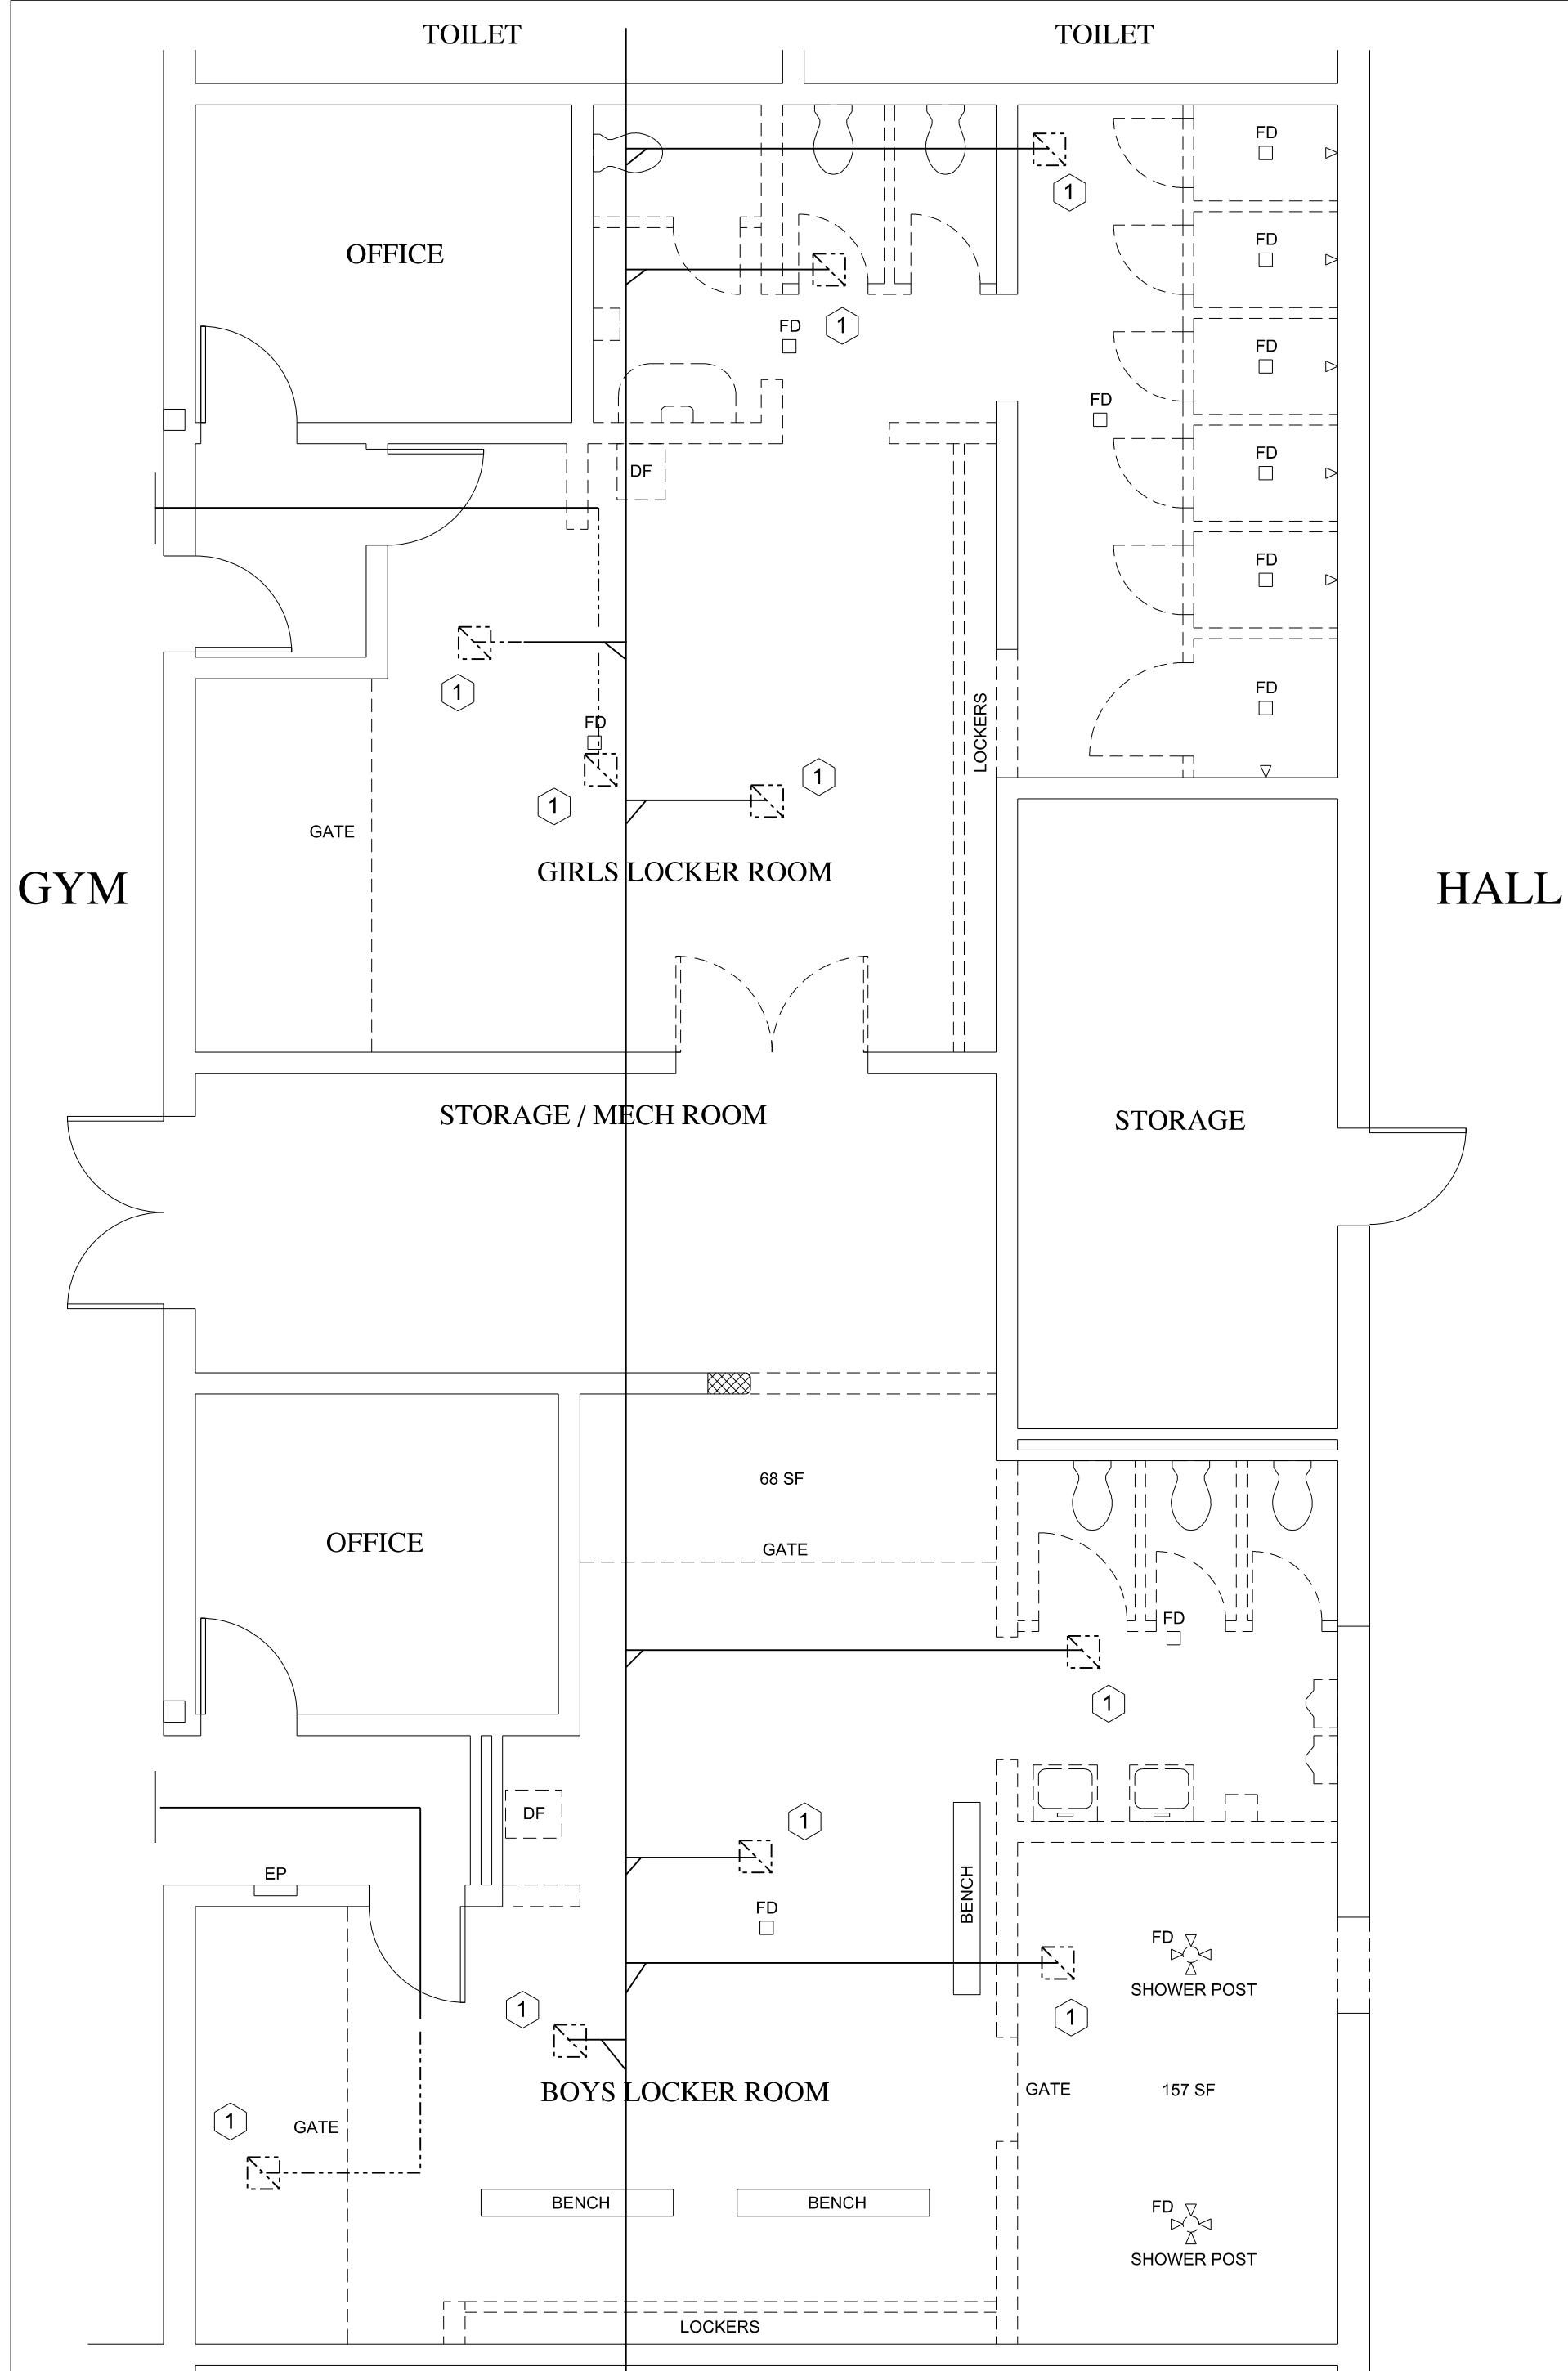 TOILET
TOILET
FD
1
FD
OFFICE
FD
1
FD
FD
DF
FD
FD
1
FD
LOCKERS
FD
1
1
GATE
GIRLS LOCKER ROOM
GYM
HALL
STORAGE / MECH ROOM
STORAGE
68 SF
OFFICE
GATE
FD
1
DF
1
EP
BENCH
FD
FD
SHOWER POST
1
1
BOYS LOCKER ROOM
GATE
157 SF
1
GATE
BENCH
BENCH
FD
SHOWER POST
LOCKERS